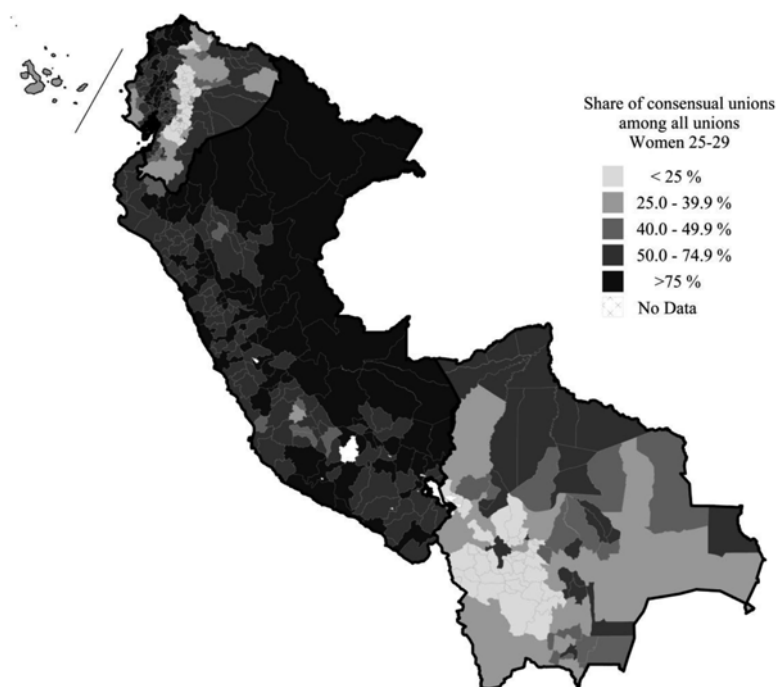 Share of consensual unions
among all unions
Women 25-29
< 25 %
25.0 - 39.9 %
40.0 - 49.9 %
50.0 - 74.9 %
>75 %
No Data